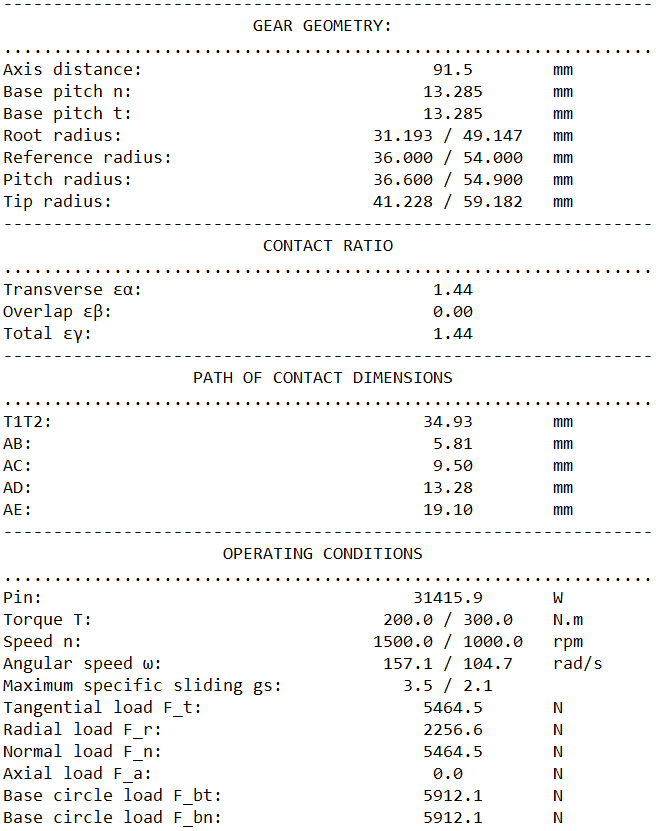 -----------------------------------------------------------------
GEAR GEOMETRY:
.................................................................
Axis distance: 91.5 mm
Base pitch n: 13.285 mm
Base pitch t: 13.285 mm
Root radius: 31.193 / 49.147 mm
Reference radius: 36.000 / 54.000 mm
Pitch radius: 36.600 / 54.900 mm
Tip radius: 41.228 / 59.182 mm
-----------------------------------------------------------------
CONTACT RATIO
.................................................................
Transverse εα: 1.44
Overlap εβ: 0.00
Total εγ: 1.44
-----------------------------------------------------------------
PATH OF CONTACT DIMENSIONS
.................................................................
T1T2: 34.93 mm
AB: 5.81 mm
AC: 9.50 mm
AD: 13.28 mm
AE: 19.10 mm
-----------------------------------------------------------------
OPERATING CONDITIONS
.................................................................
Pin: 31415.9 W
Torque T: 200.0 / 300.0 N.m
Speed n: 1500.0 / 1000.0 rpm
Angular speed ω: 157.1 / 104.7 rad/s
Maximum specific sliding gs: 3.5 / 2.1
Tangential load F_t: 5464.5 N
Radial load F_r: 2256.6 N
Normal load F_n: 5464.5 N
Axial load F_a: 0.0 N
Base circle load F_bt: 5912.1 N
Base circle load F_bn: 5912.1 N